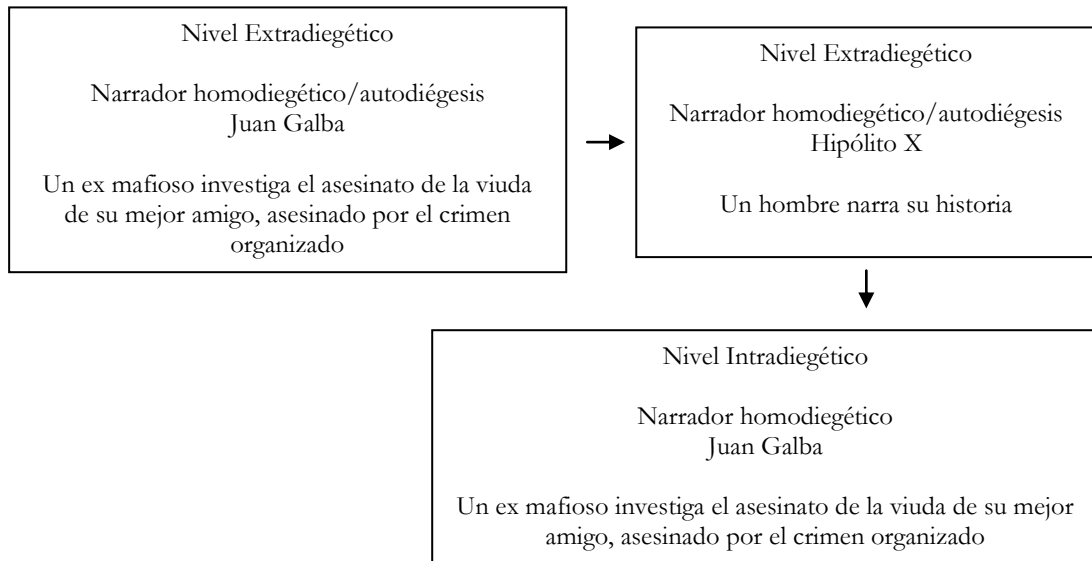 Nivel Extradiegético
Narrador homodiegético/autodiégesis
Juan Galba
Un ex mafioso investiga el asesinato de la viuda
de su mejor amigo, asesinado por el crimen
organizado
Nivel Extradiegético
Narrador homodiegético/autodiégesis
Hipólito X
Un hombre narra su historia
Nivel Intradiegético
Narrador homodiegético
Juan Galba
Un ex mafioso investiga el asesinato de la viuda de su mejor
amigo, asesinado por el crimen organizado